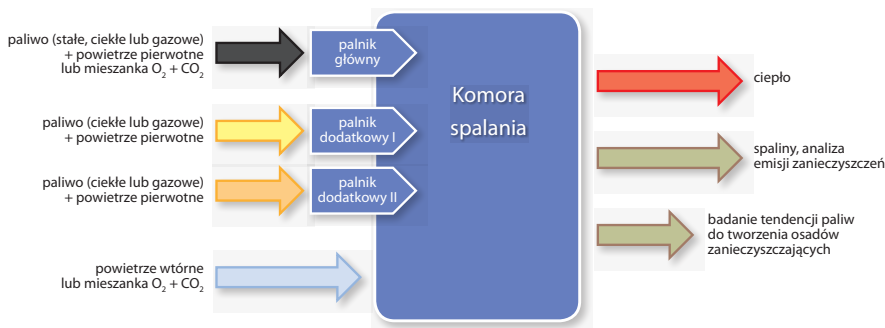 paliwo (stałe, ciekłe lub gazowe)
+ powietrze pierwotne
lub mieszanka O₂ + CO₂
palnik
główny
paliwo (ciekłe lub gazowe)
+ powietrze pierwotne
palnik
dodatkowy I
paliwo (ciekłe lub gazowe)
+ powietrze pierwotne
palnik
dodatkowy II
powietrze wtórne
lub mieszanka O₂ + CO₂
Komora
spalania
ciepło
spaliny, analiza
emisji zanieczyszczeń
badanie tendencji paliw
do tworzenia osadów
zanieczyszczających